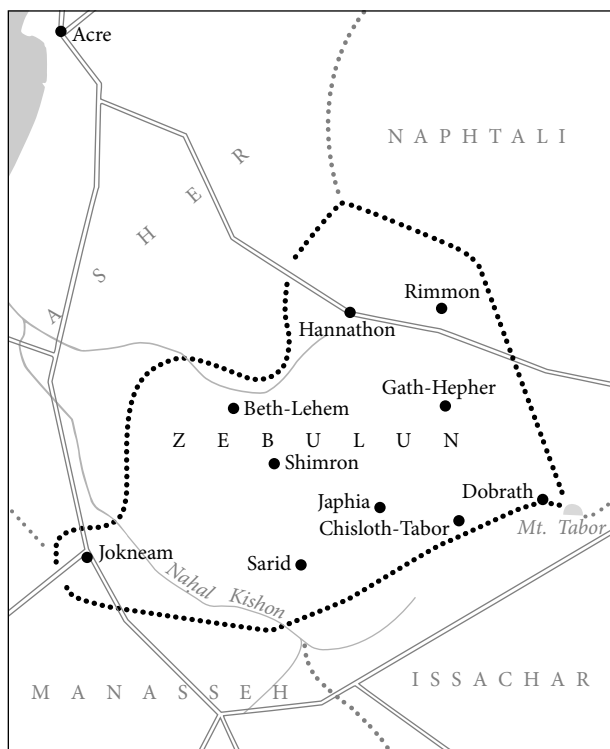 Acre
NAPHTALI
ASHER
Rimmon
Hannathon
Gath-Hepher
Beth-Lehem
ZEBULUN
Shimron
Japhia
Dobrath
Chisloth-Tabor
Mt. Tabor
Jokneam
Sarid
Nahal Kishon
MANASSEH
ISSACHAR